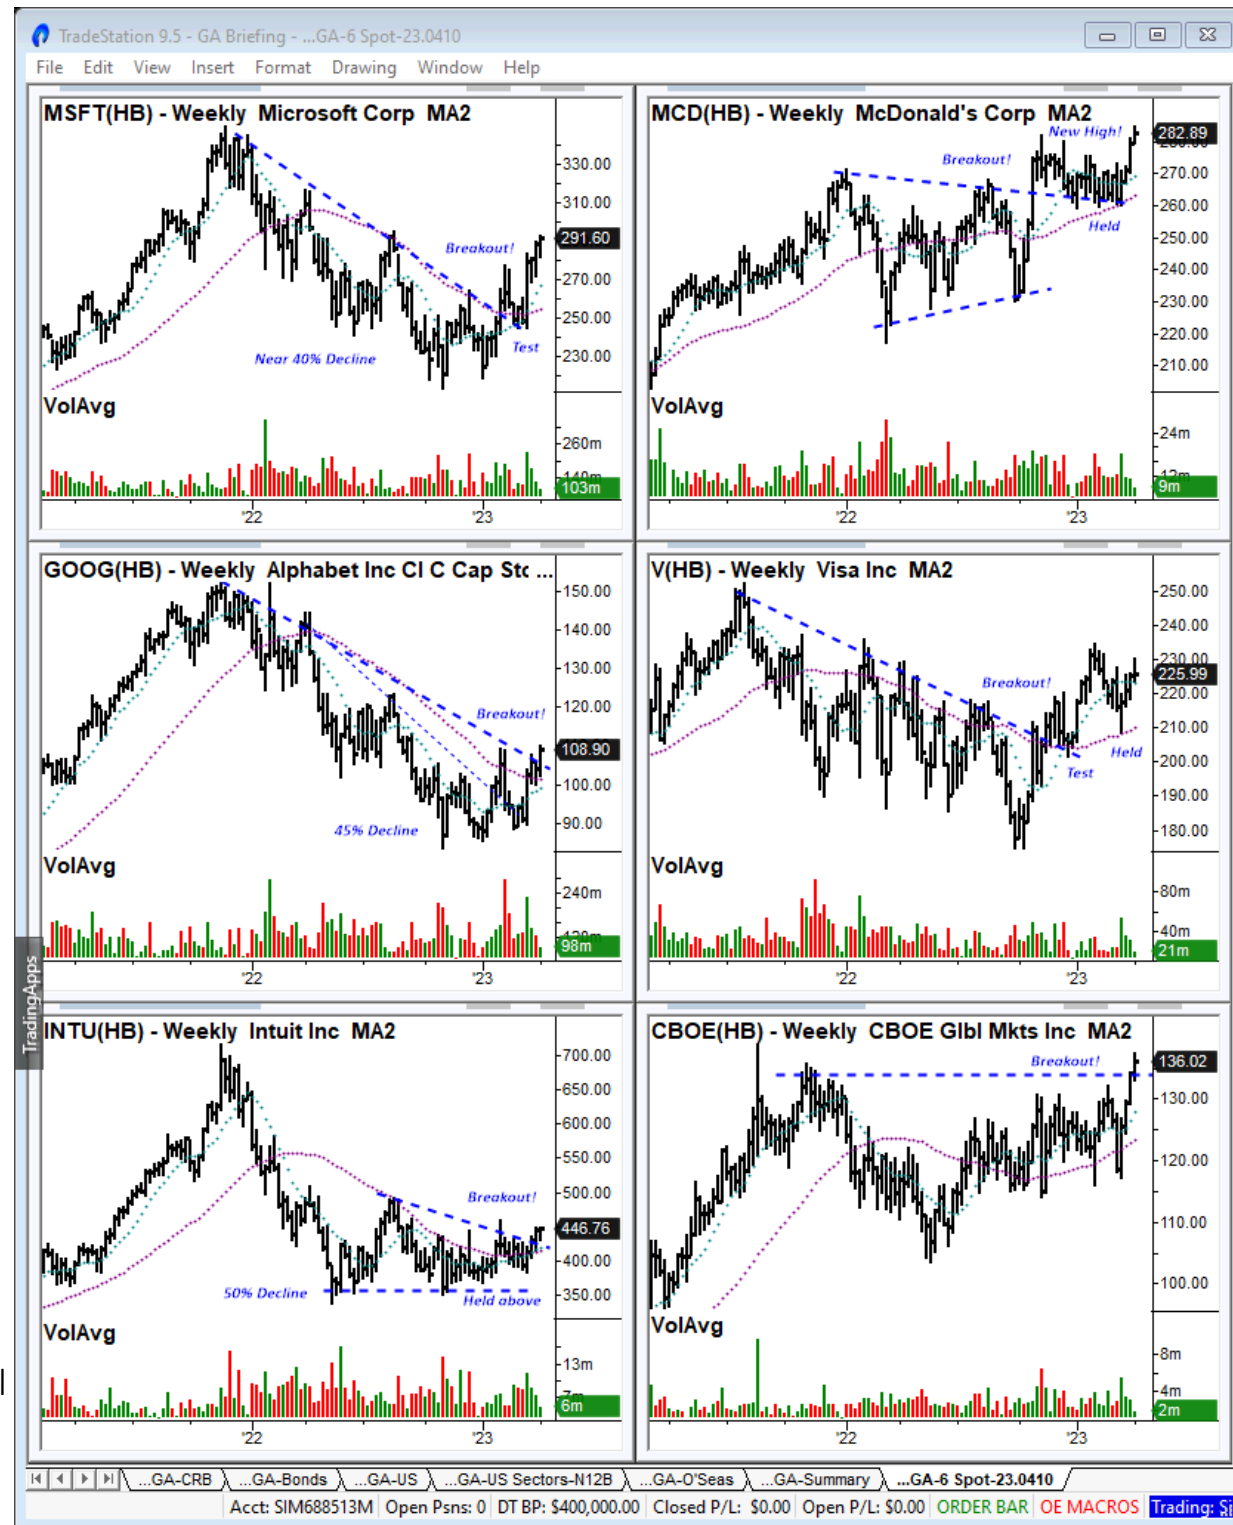 TradeStation 9.5 - GA Briefing - ...GA-6 Spot-23.0410
File Edit View Insert Format Drawing Window Help
MSFT(HB) - Weekly Microsoft Corp MA2
330.00
310.00
291.60
270.00
250.00
230.00
Breakout!
Near 40% Decline
Test
VolAvg
260m
140m
103m
'22 '23
MCD(HB) - Weekly McDonald's Corp MA2
New High!
282.89
280.00
270.00
260.00
250.00
240.00
230.00
220.00
210.00
Breakout!
Held
VolAvg
24m
12m
9m
'22 '23
GOOG(HB) - Weekly Alphabet Inc Cl C Cap Stc ...
150.00
140.00
130.00
120.00
108.90
100.00
90.00
Breakout!
45% Decline
VolAvg
240m
120m
98m
'22 '23
V(HB) - Weekly Visa Inc MA2
250.00
240.00
230.00
225.99
220.00
210.00
200.00
190.00
180.00
Breakout!
Held
Test
VolAvg
80m
40m
21m
'22 '23
TradingApps
INTU(HB) - Weekly Intuit Inc MA2
700.00
650.00
600.00
550.00
500.00
446.76
400.00
350.00
Breakout!
50% Decline
Held above
VolAvg
13m
7m
6m
'22 '23
CBOE(HB) - Weekly CBOE Glbl Mkts Inc MA2
Breakout!
136.02
130.00
120.00
110.00
100.00
VolAvg
8m
4m
2m
'22 '23
...GA-CRB ...GA-Bonds ...GA-US ...GA-US Sectors-N12B ...GA-O'Seas ...GA-Summary ...GA-6 Spot-23.0410
Acct: SIM688513M Open Psns: 0 DT BP: $400,000.00 Closed P/L: $0.00 Open P/L: $0.00 ORDER BAR OE MACROS Trading: Si